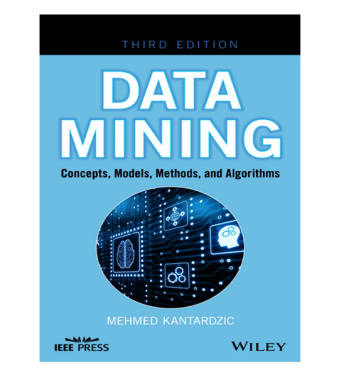 THIRD EDITION
DATA
MINING
Concepts, Models, Methods, and Algorithms
MEHMED KANTARDZIC
IEEE PRESS
WILEY